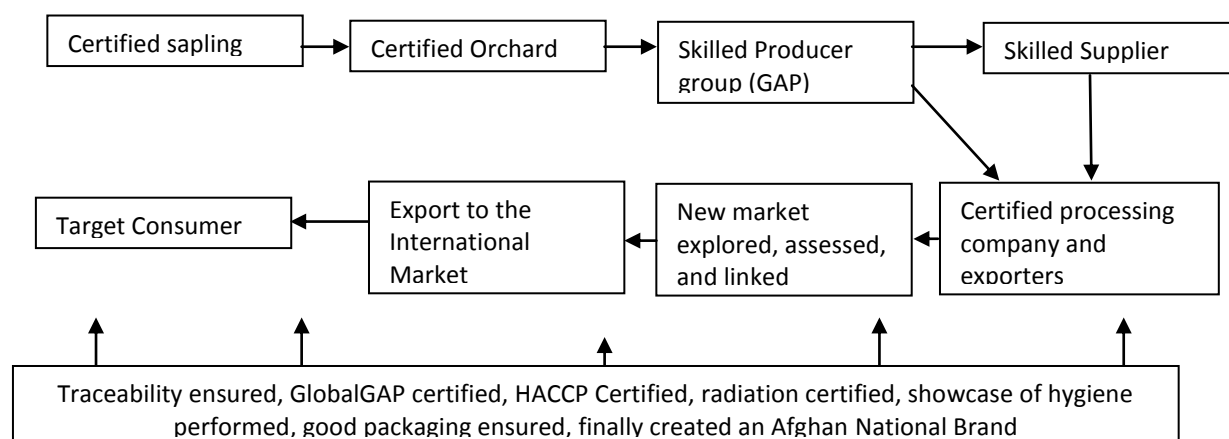 Certified sapling
Certified Orchard
Skilled Producer
group (GAP)
Skilled Supplier
Target Consumer
Export to the
International
Market
New market
explored, assessed,
and linked
Certified processing
company and
exporters
Traceability ensured, GlobalGAP certified, HACCP Certified, radiation certified, showcase of hygiene
performed, good packaging ensured, finally created an Afghan National Brand